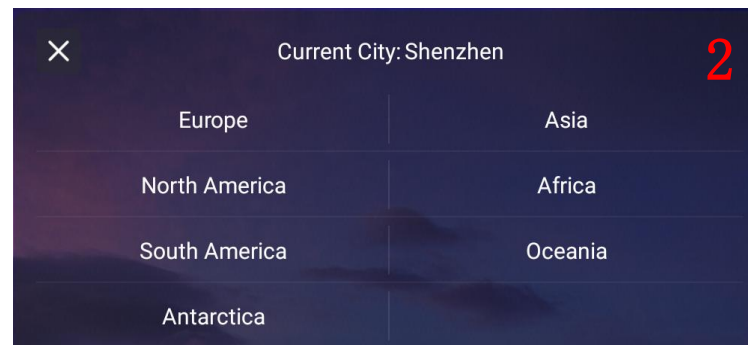 Current City: Shenzhen
2
Europe
Asia
North America
Africa
South America
Oceania
Antarctica